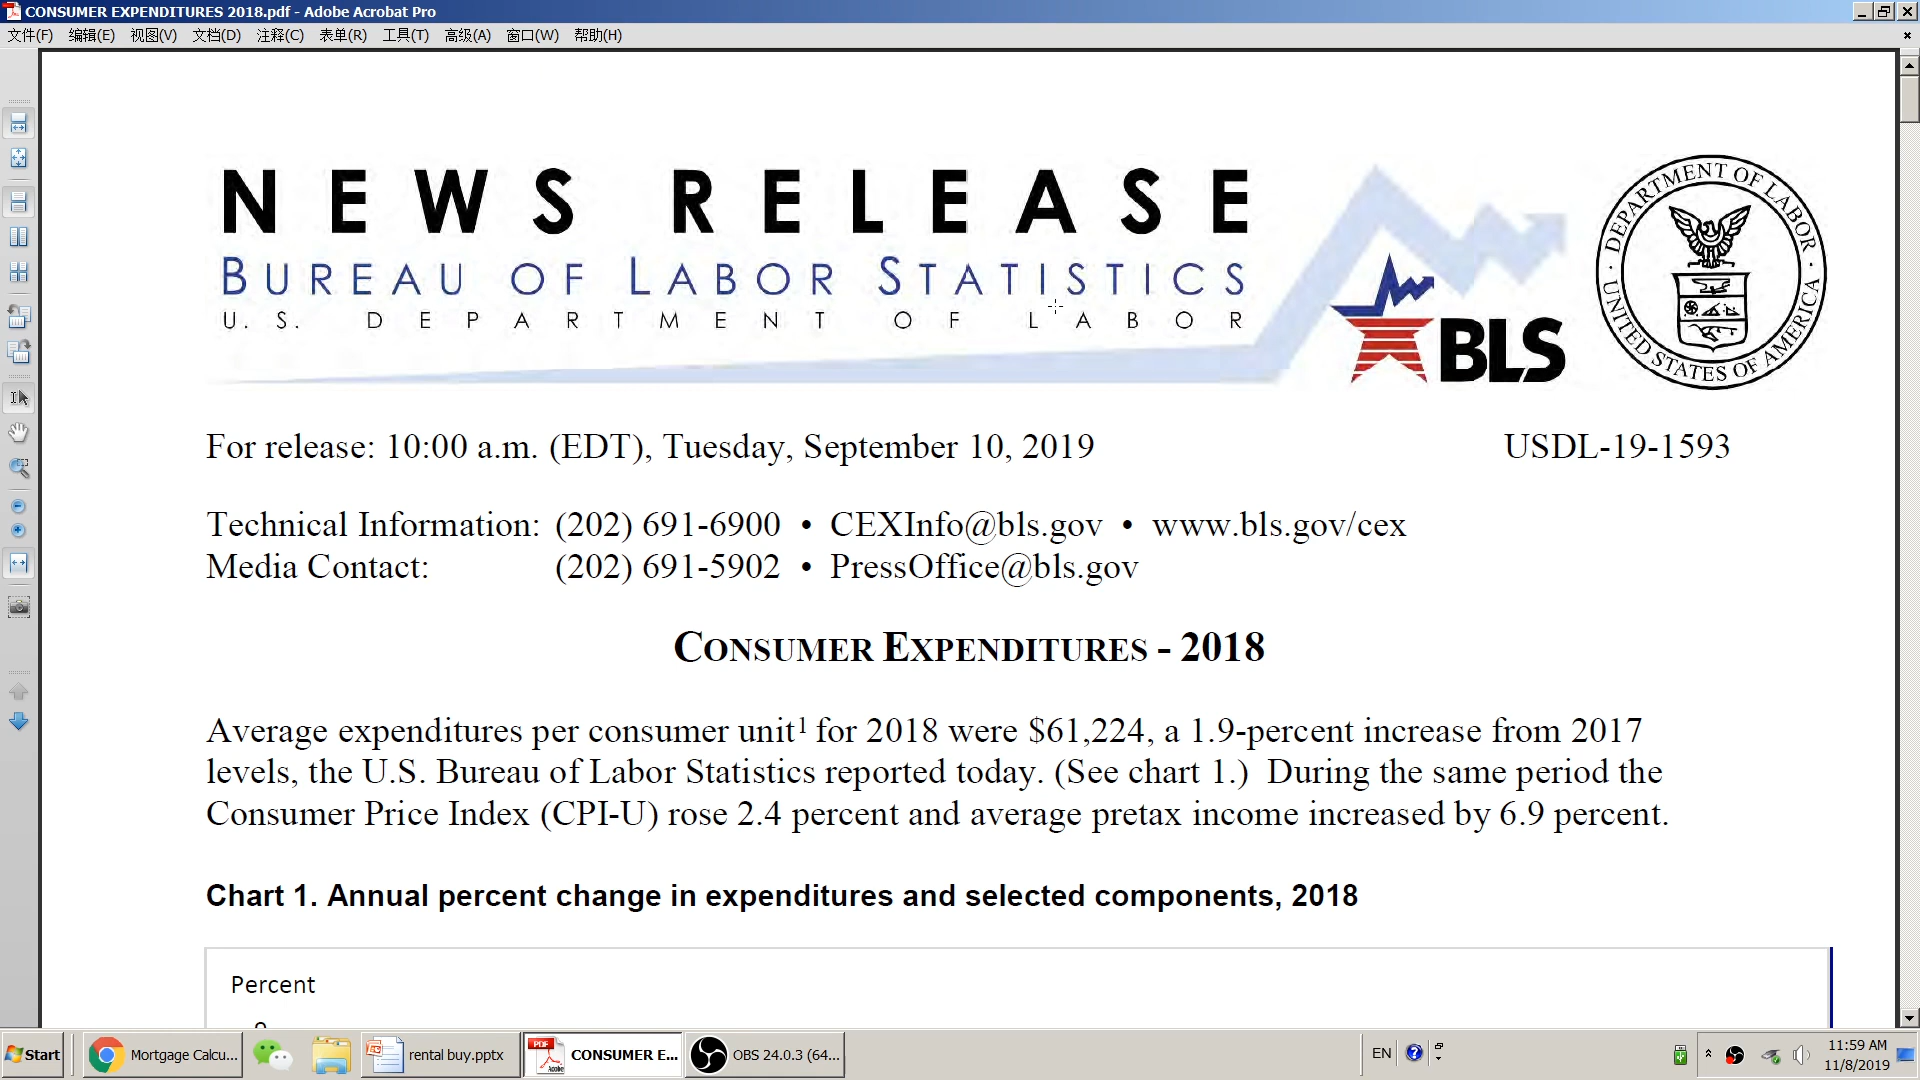 CONSUMER EXPENDITURES 2018.pdf - Adobe Acrobat Pro
文件(F) 编辑(E) 视图(V) 文档(D) 注释(C) 表单(R) 工具(T) 高级(A) 窗口(W) 帮助(H)
NEWS RELEASE
BUREAU OF LABOR STATISTICS
U.S. DEPARTMENT OF LABOR
BLS
DEPARTMENT OF LABOR
UNITED STATES OF AMERICA
For release: 10:00 a.m. (EDT), Tuesday, September 10, 2019 USDL-19-1593
Technical Information: (202) 691-6900 • CEXInfo@bls.gov • www.bls.gov/cex
Media Contact: (202) 691-5902 • PressOffice@bls.gov
CONSUMER EXPENDITURES - 2018
Average expenditures per consumer unit¹ for 2018 were $61,224, a 1.9-percent increase from 2017
levels, the U.S. Bureau of Labor Statistics reported today. (See chart 1.) During the same period the
Consumer Price Index (CPI-U) rose 2.4 percent and average pretax income increased by 6.9 percent.
Chart 1. Annual percent change in expenditures and selected components, 2018
Percent
Start Mortgage Calcu... rental buy.pptx CONSUMER E... OBS 24.0.3 (64... EN 11:59 AM
11/8/2019